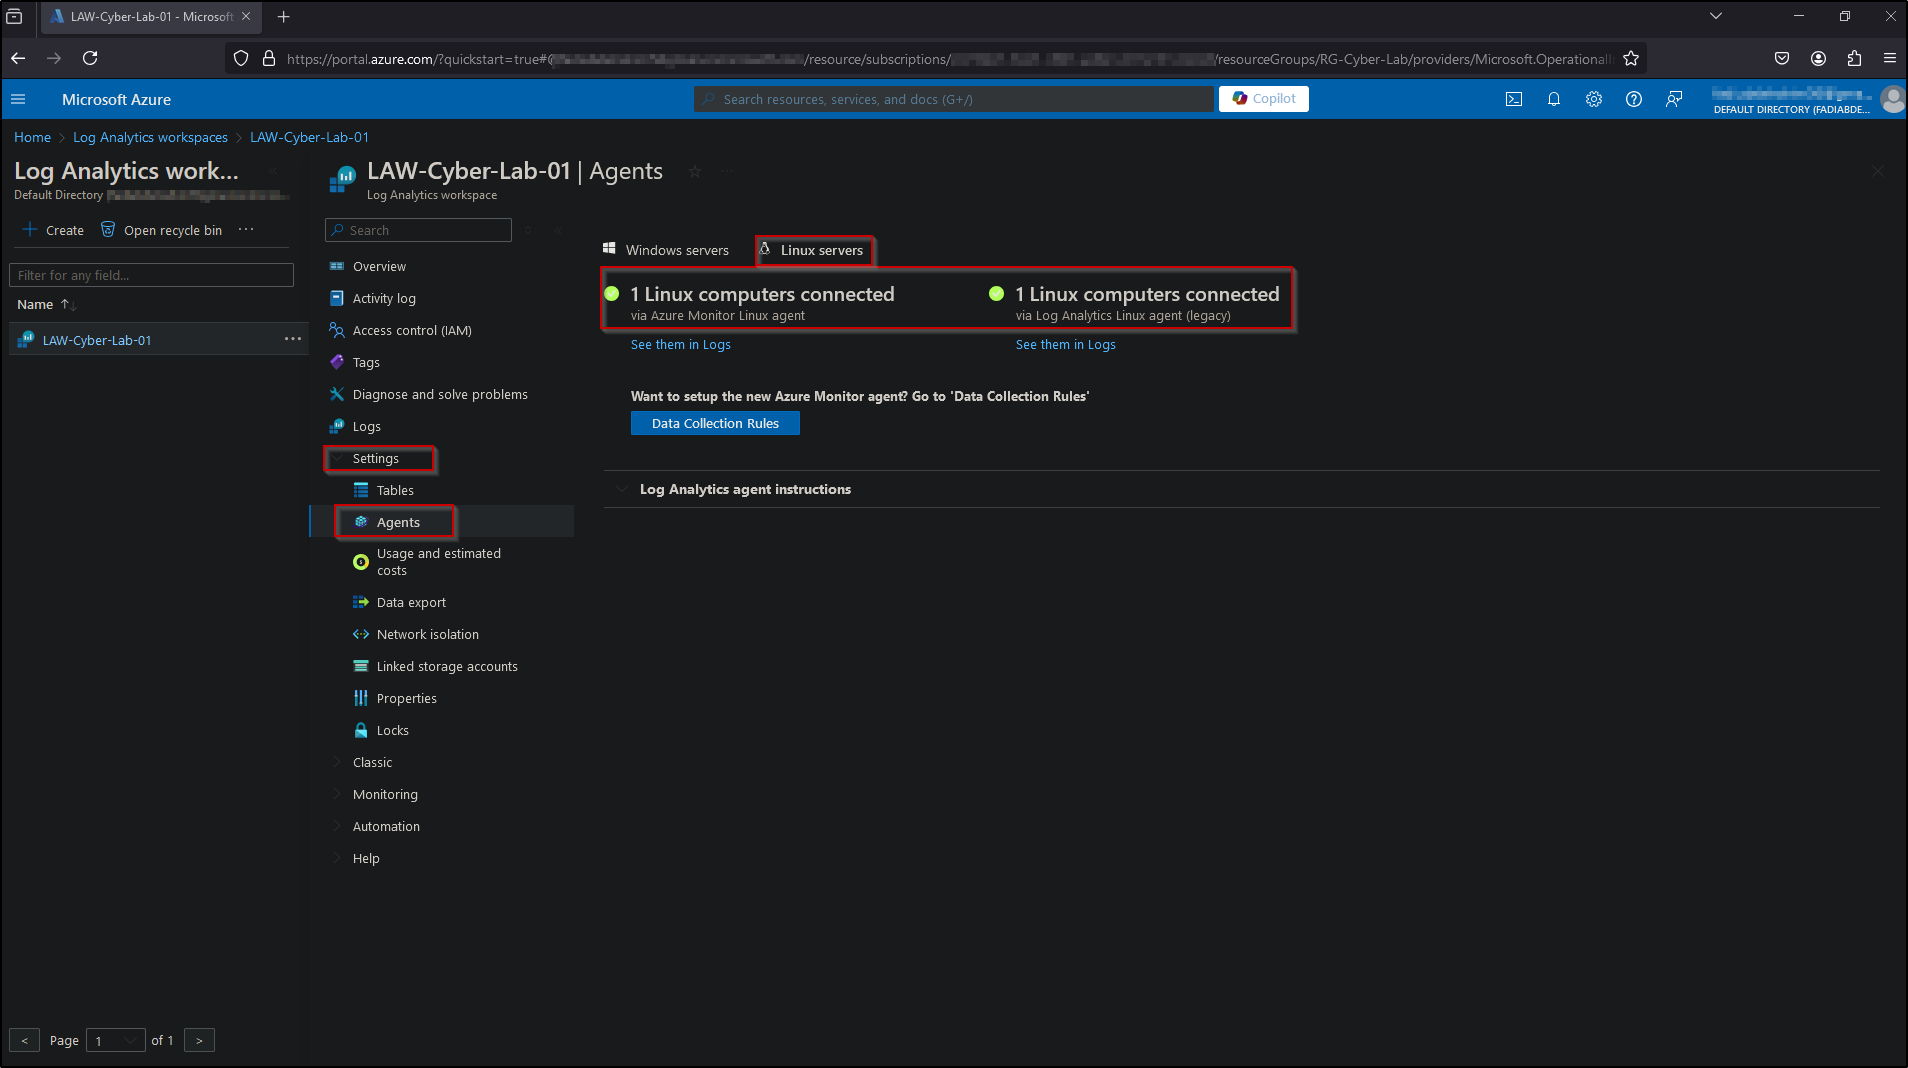 LAW-Cyber-Lab-01 - Microsoft
https://portal.azure.com/?quickstart=true#@ /resource/subscriptions/ /resourceGroups/RG-Cyber-Lab/providers/Microsoft.OperationalI
Microsoft Azure
Search resources, services, and docs (G+/)
Copilot
DEFAULT DIRECTORY (FADIABDE...
Home > Log Analytics workspaces > LAW-Cyber-Lab-01
Log Analytics work...
Default Directory
+ Create
Open recycle bin
...
Filter for any field...
Name ↑↓
LAW-Cyber-Lab-01
...
< Page 1 of 1 >
LAW-Cyber-Lab-01 | Agents
Log Analytics workspace
Search
Overview
Activity log
Access control (IAM)
Tags
Diagnose and solve problems
Logs
Settings
Tables
Agents
Usage and estimated
costs
Data export
Network isolation
Linked storage accounts
Properties
Locks
Classic
Monitoring
Automation
Help
Windows servers
Linux servers
1 Linux computers connected
via Azure Monitor Linux agent
See them in Logs
1 Linux computers connected
via Log Analytics Linux agent (legacy)
See them in Logs
Want to setup the new Azure Monitor agent? Go to 'Data Collection Rules'
Data Collection Rules
Log Analytics agent instructions